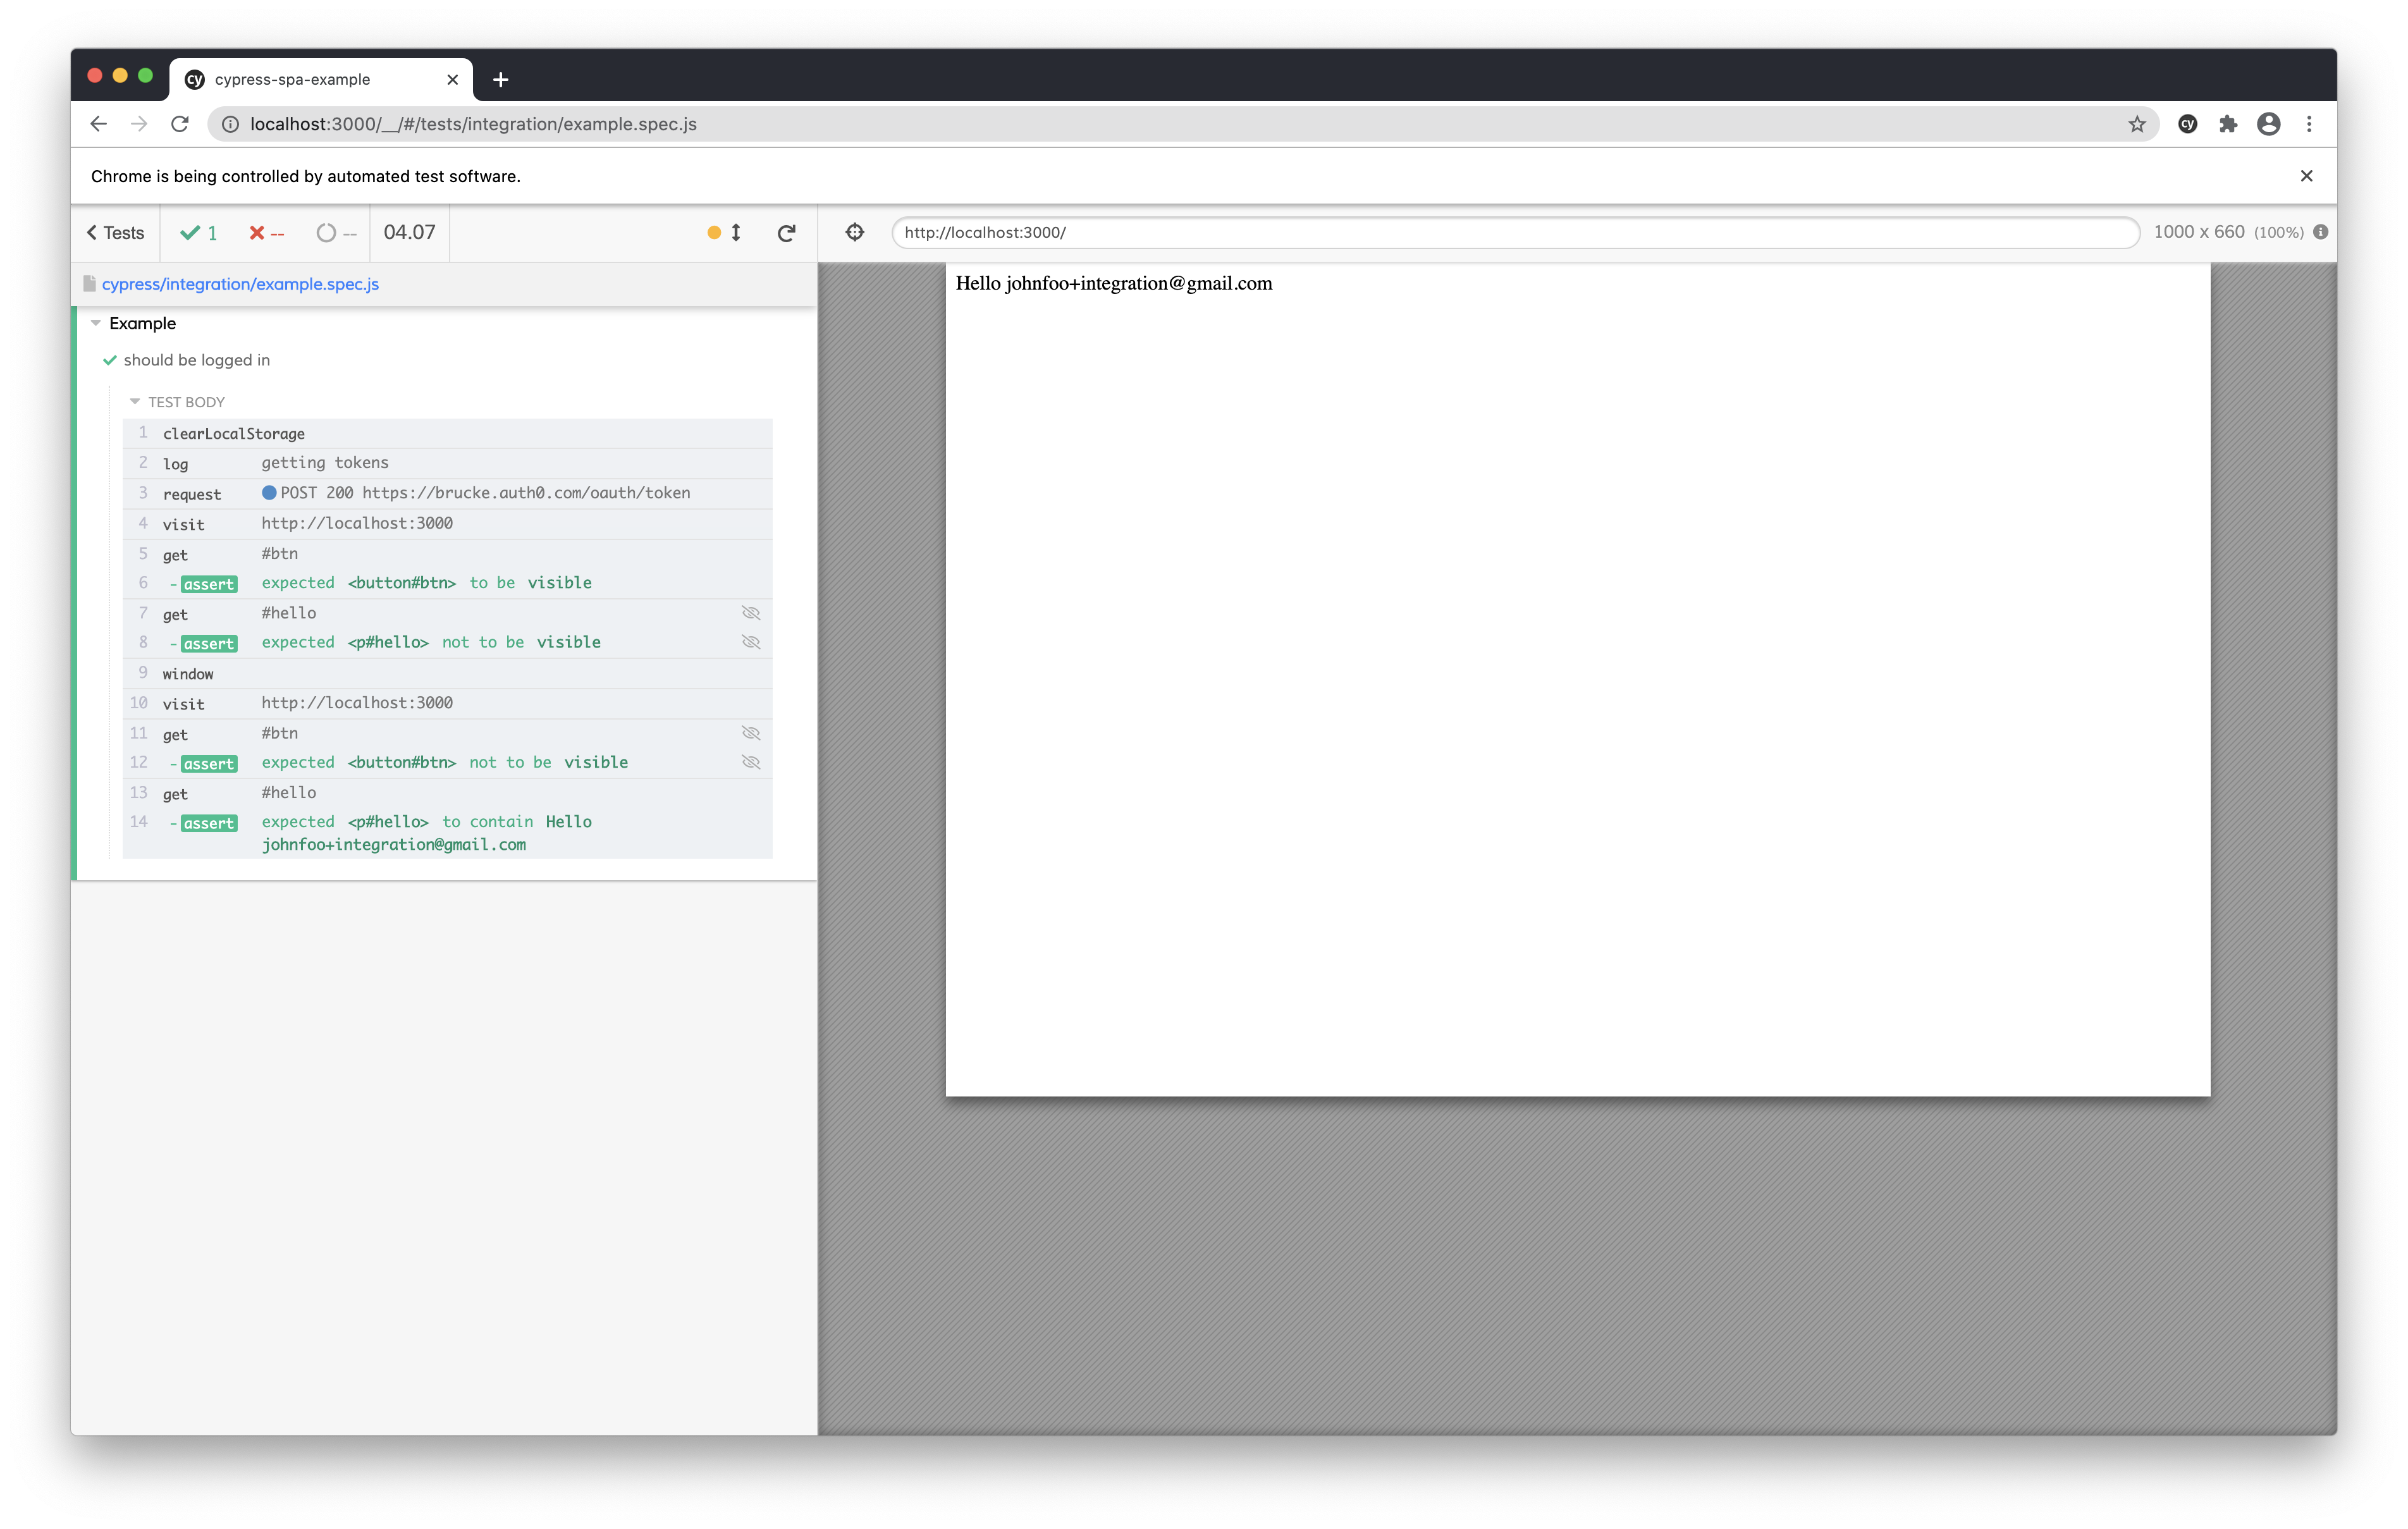 cy cypress-spa-example
localhost:3000/__/#/tests/integration/example.spec.js
cy
Chrome is being controlled by automated test software.
Tests 1 -- -- 04.07
http://localhost:3000/ 1000 x 660 (100%)
cypress/integration/example.spec.js
Hello johnfoo+integration@gmail.com
Example
should be logged in
TEST BODY
1 clearLocalStorage
2 log getting tokens
3 request POST 200 https://brucke.auth0.com/oauth/token
4 visit http://localhost:3000
5 get #btn
6 -assert expected <button#btn> to be visible
7 get #hello
8 -assert expected <p#hello> not to be visible
9 window
10 visit http://localhost:3000
11 get #btn
12 -assert expected <button#btn> not to be visible
13 get #hello
14 -assert expected <p#hello> to contain Hello
johnfoo+integration@gmail.com